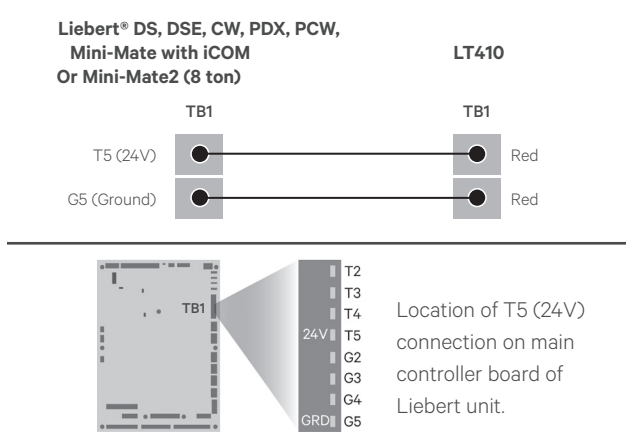 Liebert® DS, DSE, CW, PDX, PCW,
Mini-Mate with iCOM
Or Mini-Mate2 (8 ton)
LT410
TB1
TB1
T5 (24V)
Red
G5 (Ground)
Red
TB1
T2
T3
T4
24V T5
G2
G3
G4
GRD G5
Location of T5 (24V)
connection on main
controller board of
Liebert unit.